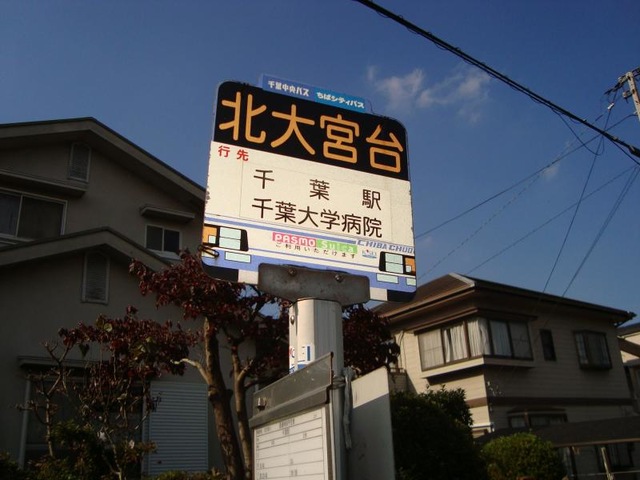 千葉中央バス ちばシティバス
北大宮台
行先
千葉駅
千葉大学病院
PASMO Suica
ご利用いただけます
CHIBA CHUO